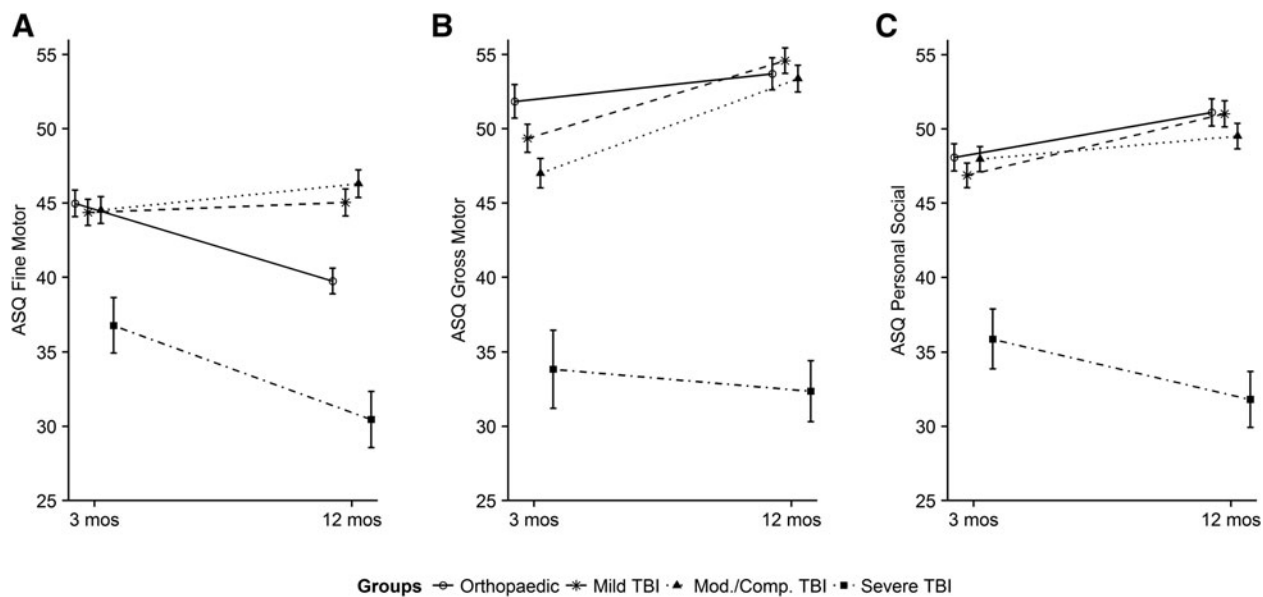 A
B
C
ASQ Fine Motor
55
50
45
40
35
30
25
3 mos
12 mos
ASQ Gross Motor
55
50
45
40
35
30
25
3 mos
12 mos
ASQ Personal Social
55
50
45
40
35
30
25
3 mos
12 mos
Groups Orthopaedic Mild TBI Mod./Comp. TBI Severe TBI